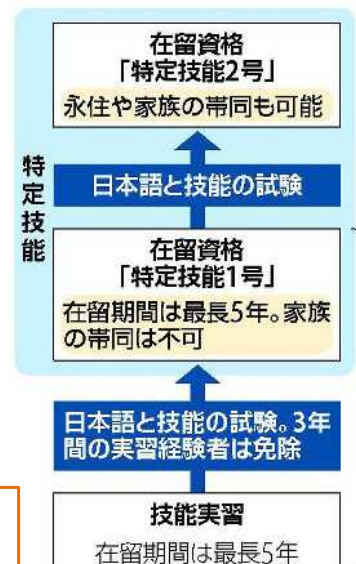 在留資格
「特定技能2号」
永住や家族の帯同も可能
特定技能
日本語と技能の試験
在留資格
「特定技能1号」
在留期間は最長5年。家族
の帯同は不可
日本語と技能の試験。3年
間の実習経験者は免除
技能実習
在留期間は最長5年